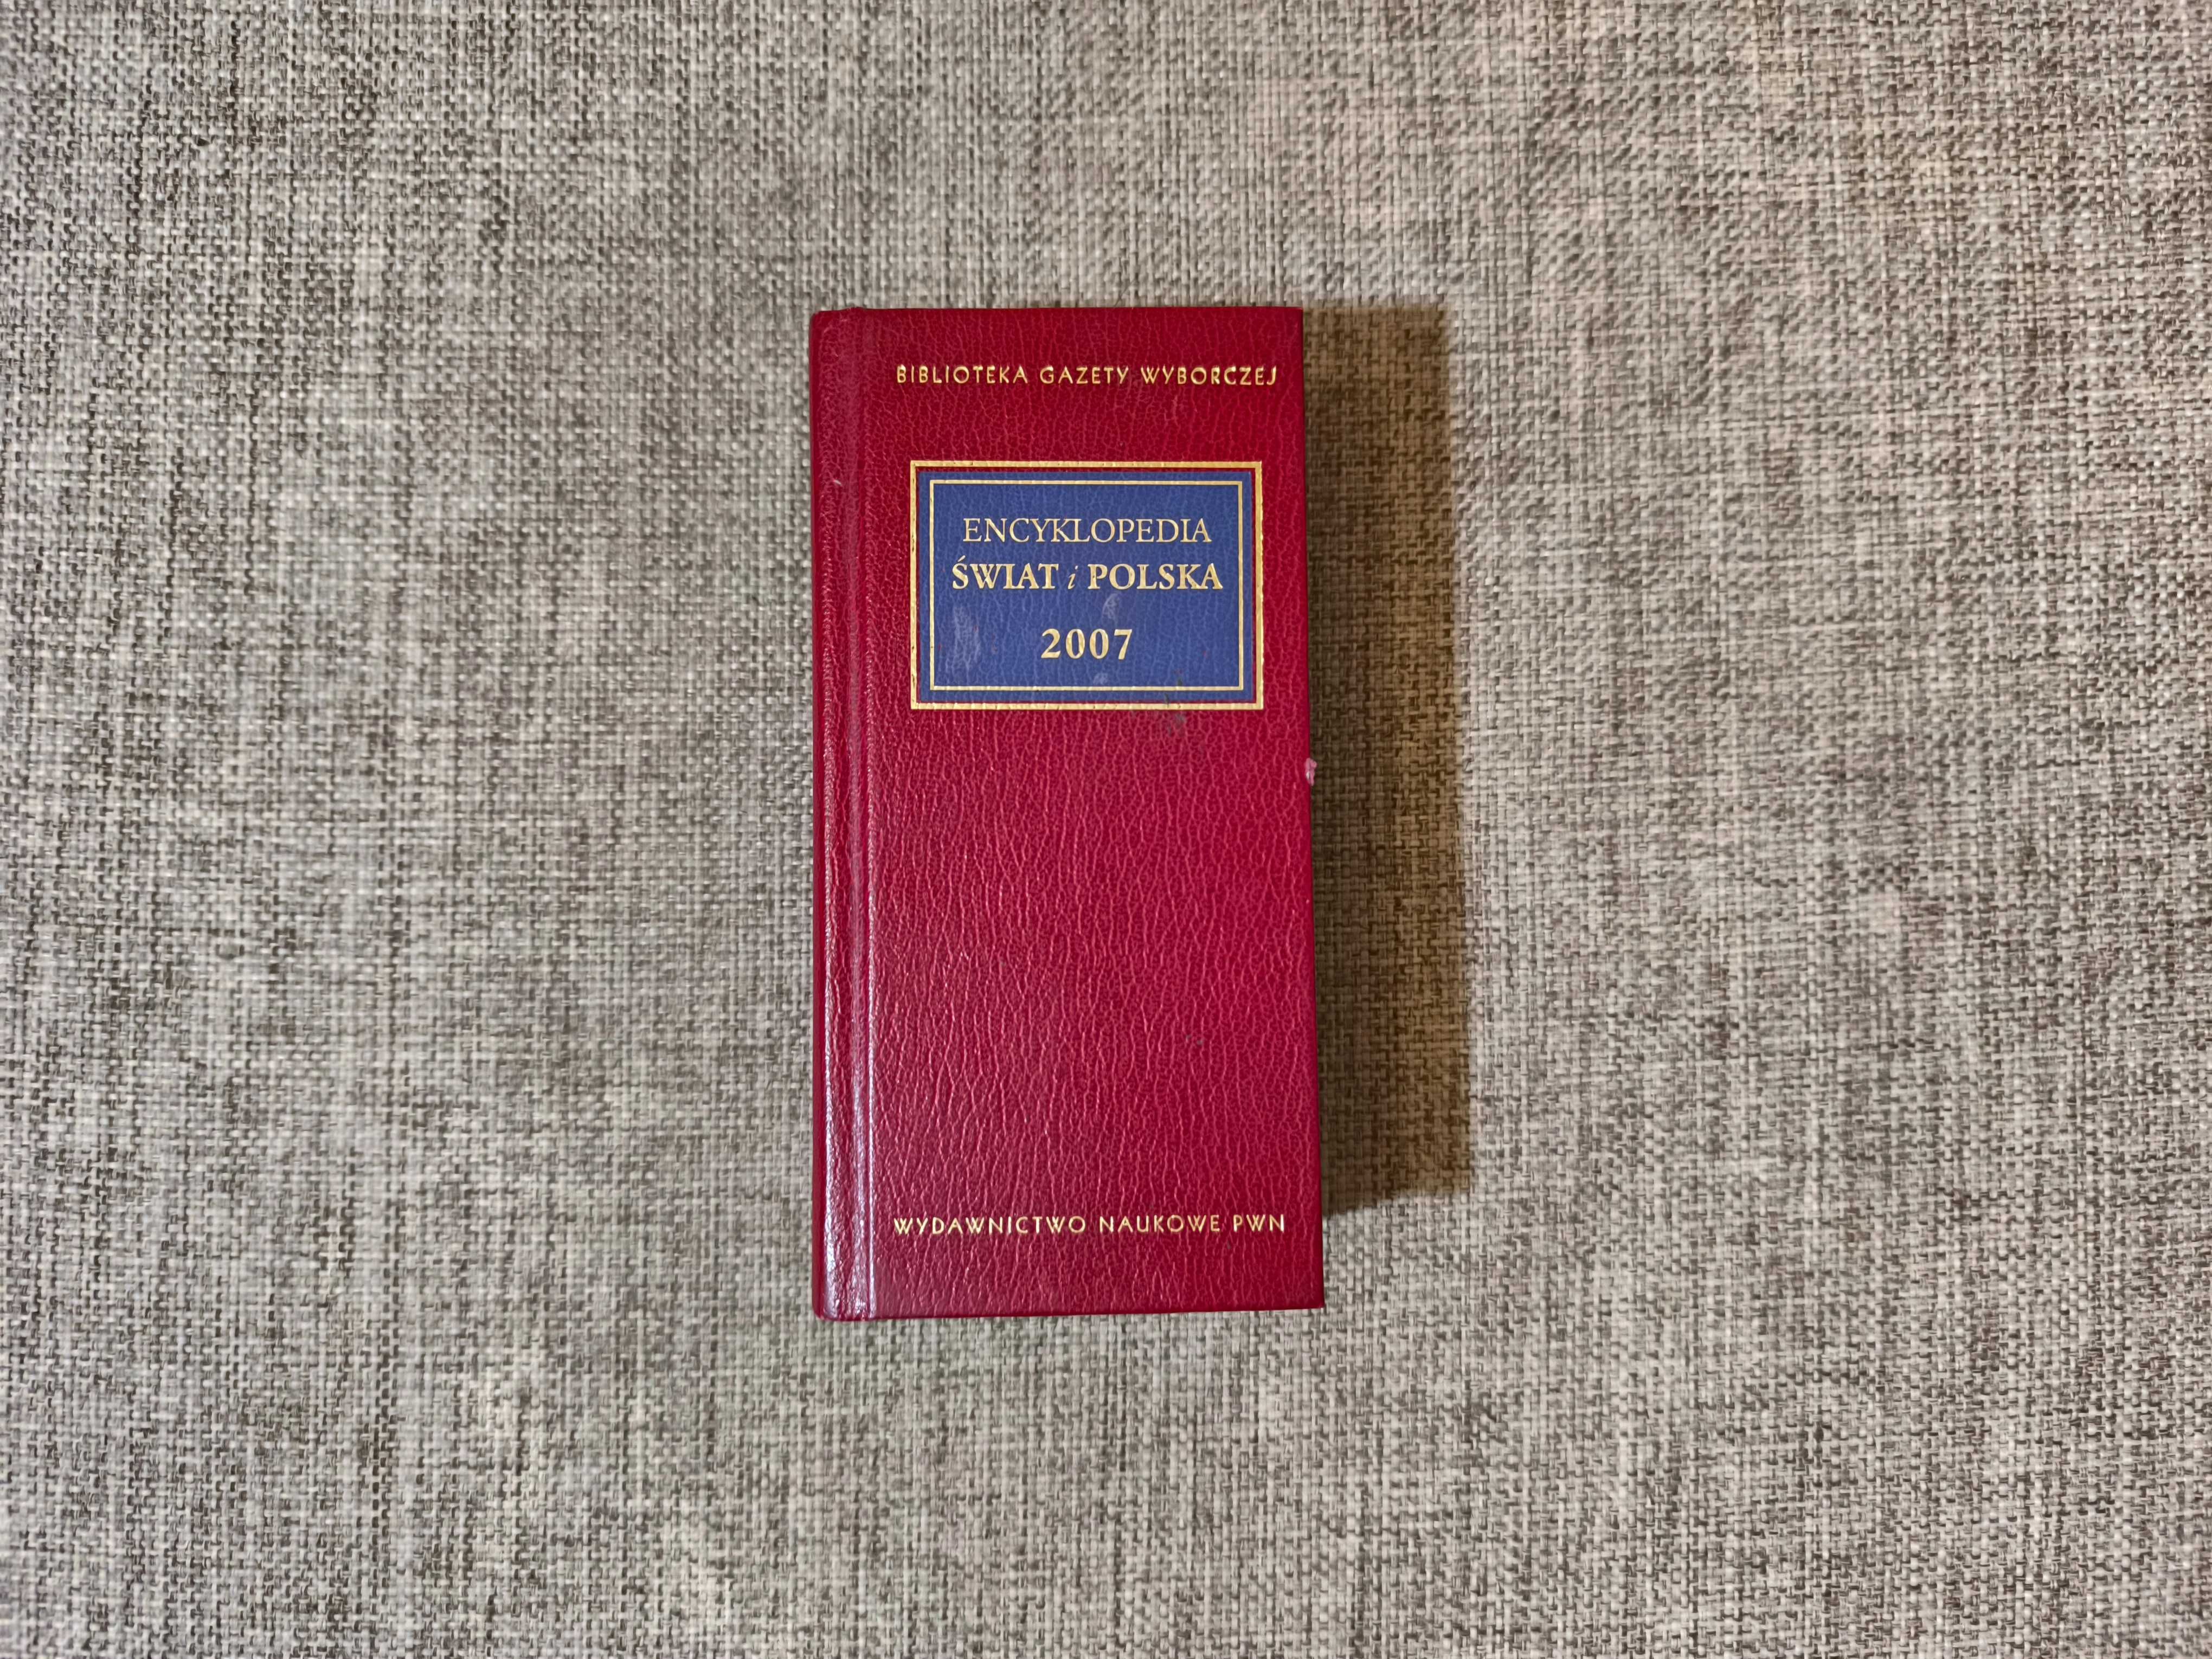 BIBLIOTEKA GAZETY WYBORCZEJ
ENCYKLOPEDIA
ŚWIAT i POLSKA
2007
WYDAWNICTWO NAUKOWE PWN